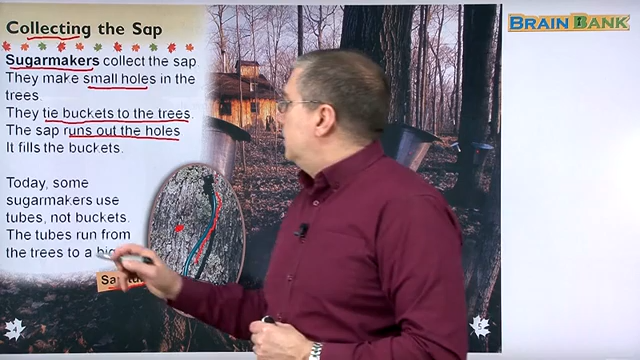 Collecting the Sap
BRAIN BANK
Sugarmakers collect the sap.
They make small holes in the
trees
They tie buckets to the trees.
The sap runs out the holes
It fills the buckets.
Today, some
sugarmakers use
tubes, not buckets.
The tubes run from
the trees to a
4
5